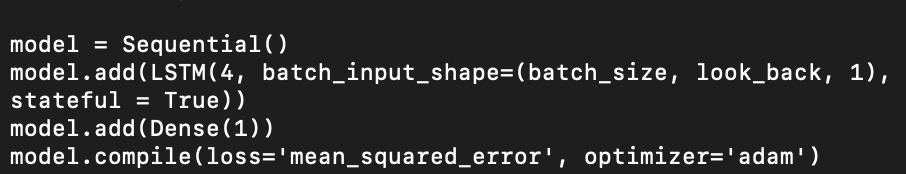 model = Sequential()
model.add(LSTM(4, batch_input_shape=(batch_size, look_back, 1),
stateful = True))
model.add(Dense(1))
model.compile(loss='mean_squared_error', optimizer='adam')